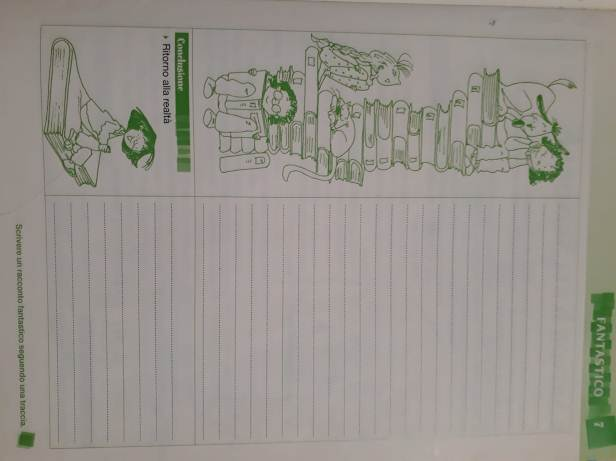 FANTASTICO 7
Conclusione
Ritorno alla realtà
Scrivere un racconto fantastico seguendo una traccia.